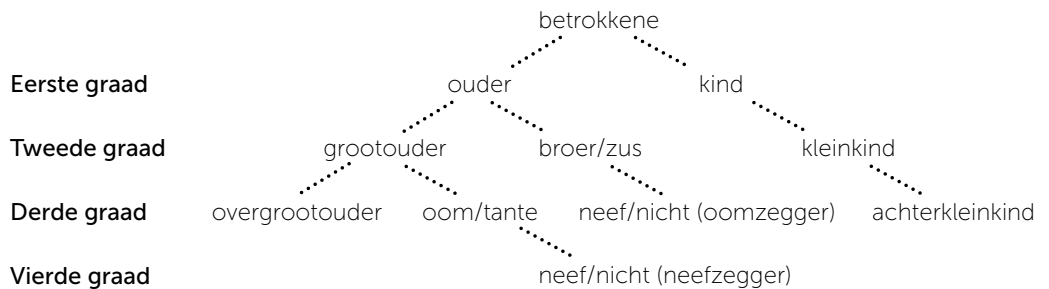 betrokkene
Eerste graad ouder kind
Tweede graad grootouder broer/zus kleinkind
Derde graad overgrootouder oom/tante neef/nicht (oomzegger) achterkleinkind
Vierde graad neef/nicht (neefzegger)